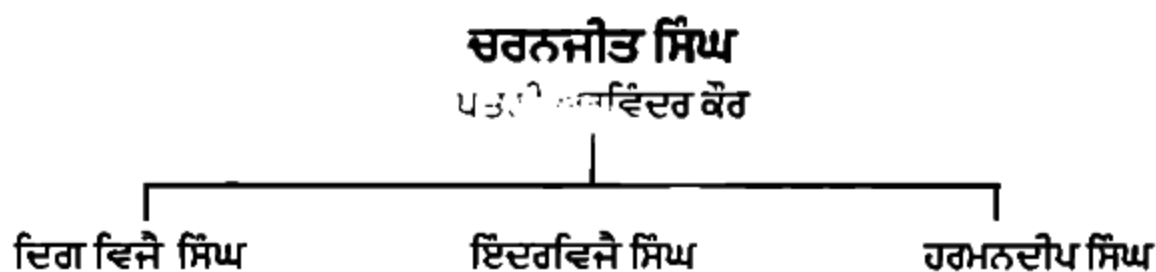 ਚਰਨਜੀਤ ਸਿੰਘ
ਕੌਰ
ਦਿਗ ਵਿਜੈ ਸਿੰਘ ਇੰਦਰਵਿਜੈ ਸਿੰਘ ਹਰਮਨਦੀਪ ਸਿੰਘ